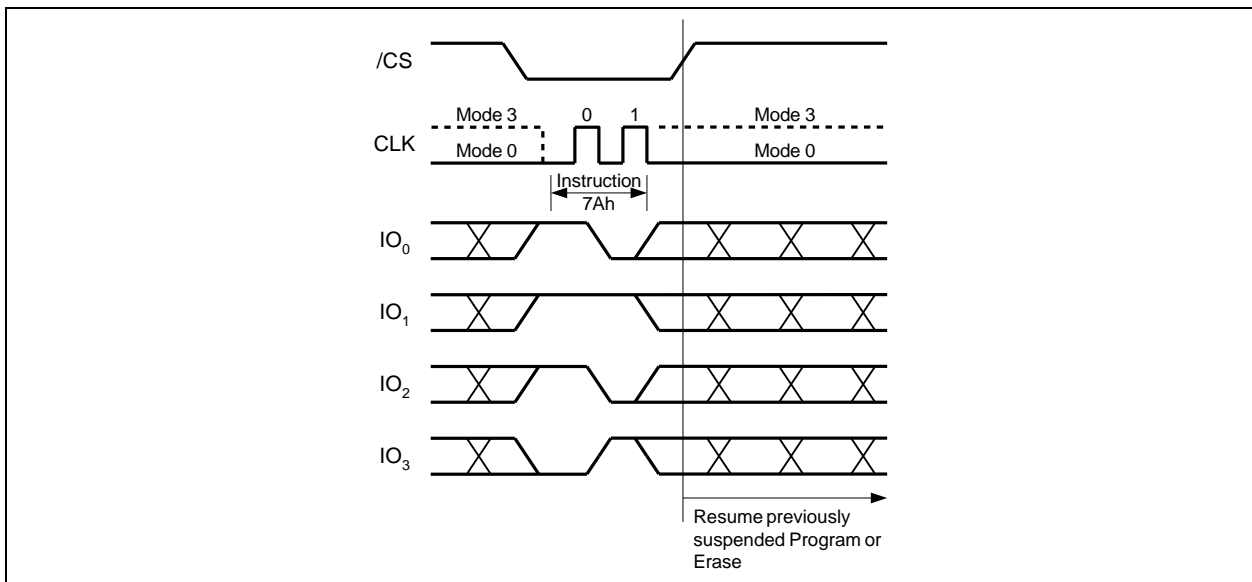 /CS
Mode 3 0 1 Mode 3
CLK
Mode 0 Mode 0
Instruction
7Ah
IO0
IO1
IO2
IO3
Resume previously
suspended Program or
Erase